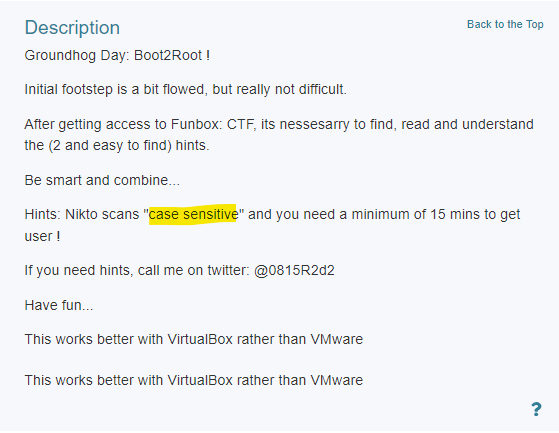 Description
Back to the Top
Groundhog Day: Boot2Root !
Initial footstep is a bit flowed, but really not difficult.
After getting access to Funbox: CTF, its nessesarry to find, read and understand
the (2 and easy to find) hints.
Be smart and combine...
Hints: Nikto scans "case sensitive" and you need a minimum of 15 mins to get
user !
If you need hints, call me on twitter: @0815R2d2
Have fun...
This works better with VirtualBox rather than VMware
This works better with VirtualBox rather than VMware
?